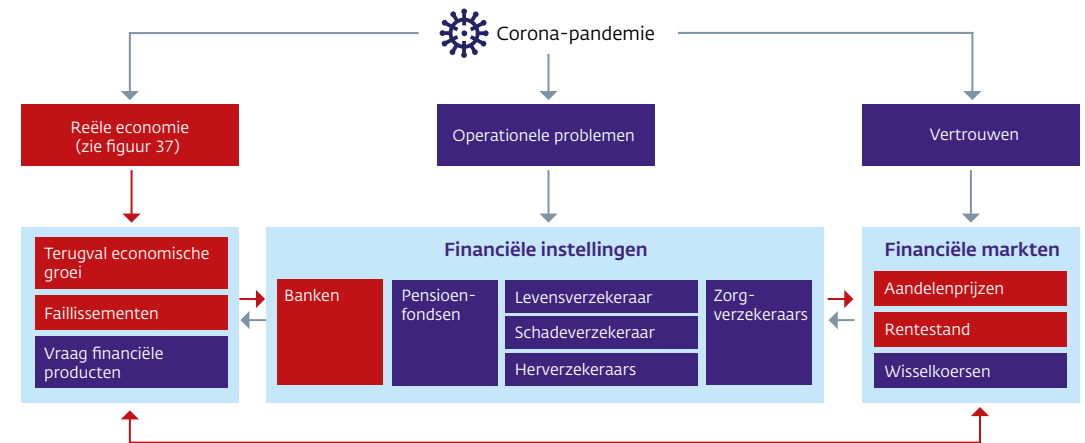 Corona-pandemie
Reële economie
(zie figuur 37)
Operationele problemen
Vertrouwen
Terugval economische
groei
Faillissementen
Vraag financiële
producten
Financiële instellingen
Banken
Pensioen-
fondsen
Levensverzekeraar
Schadeverzekeraar
Herverzekeraars
Zorg-
verzekeraars
Financiële markten
Aandelenprijzen
Rentestand
Wisselkoersen